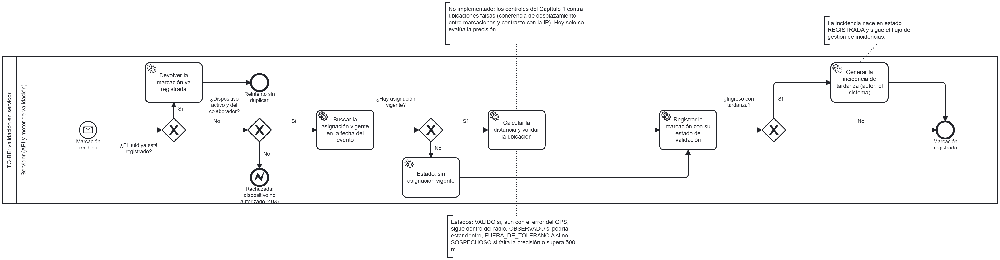 No implementado: los controles del Capítulo 1 contra
ubicaciones falsas (coherencia de desplazamiento
entre marcaciones y contraste con la IP). Hoy solo se
evalúa la precisión.
La incidencia nace en estado
REGISTRADA y sigue el flujo de
gestión de incidencias.
TO-BE: validación en servidor
Servidor (API y motor de validación)
Marcación
recibida
¿El uuid ya está
registrado?
Sí
Devolver la
marcación ya
registrada
Reintento sin
duplicar
No
¿Dispositivo
activo y del
colaborador?
No
Rechazada:
dispositivo no
autorizado (403)
Sí
Buscar la
asignación vigente
en la fecha del
evento
¿Hay asignación
vigente?
No
Estado: sin
asignación vigente
Sí
Calcular la
distancia y validar
la ubicación
Registrar la
marcación con su
estado de
validación
¿Ingreso con
tardanza?
Sí
Generar la
incidencia de
tardanza (autor: el
sistema)
No
Marcación
registrada
Estados: VALIDO si, aun con el error del GPS,
sigue dentro del radio; OBSERVADO si podría
estar dentro; FUERA_DE_TOLERANCIA si no;
SOSPECHOSO si falta la precisión o supera 500
m.